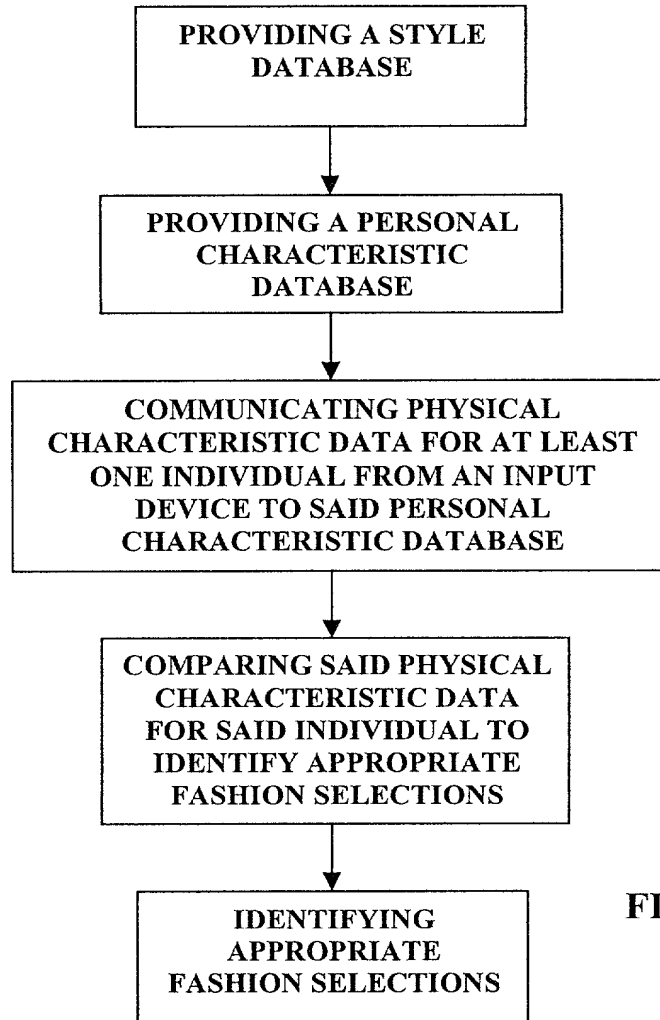 PROVIDING A STYLE
DATABASE
PROVIDING A PERSONAL
CHARACTERISTIC
DATABASE
COMMUNICATING PHYSICAL
CHARACTERISTIC DATA FOR AT LEAST
ONE INDIVIDUAL FROM AN INPUT
DEVICE TO SAID PERSONAL
CHARACTERISTIC DATABASE
COMPARING SAID PHYSICAL
CHARACTERISTIC DATA
FOR SAID INDIVIDUAL TO
IDENTIFY APPROPRIATE
FASHION SELECTIONS
IDENTIFYING
APPROPRIATE
FASHION SELECTIONS